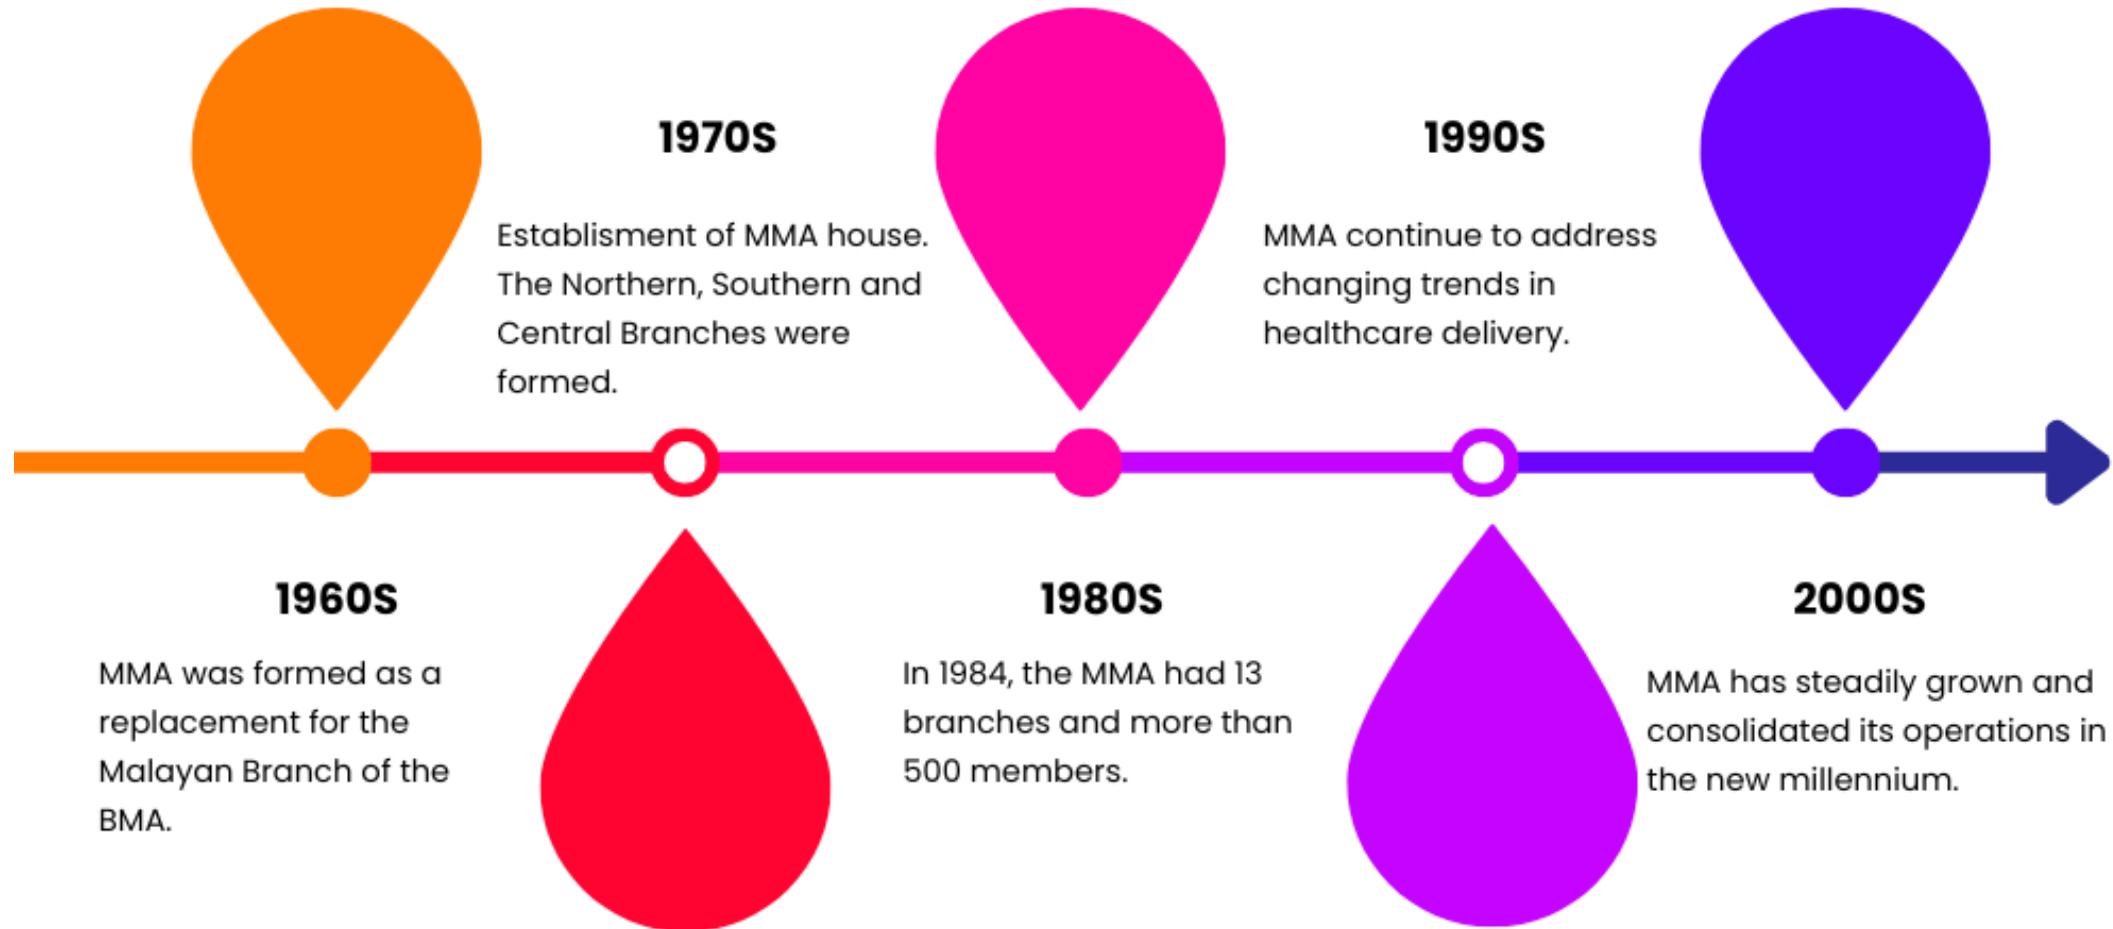 1960S
MMA was formed as a
replacement for the
Malayan Branch of the
BMA.
1970S
Establisment of MMA house.
The Northern, Southern and
Central Branches were
formed.
1980S
In 1984, the MMA had 13
branches and more than
500 members.
1990S
MMA continue to address
changing trends in
healthcare delivery.
2000S
MMA has steadily grown and
consolidated its operations in
the new millennium.